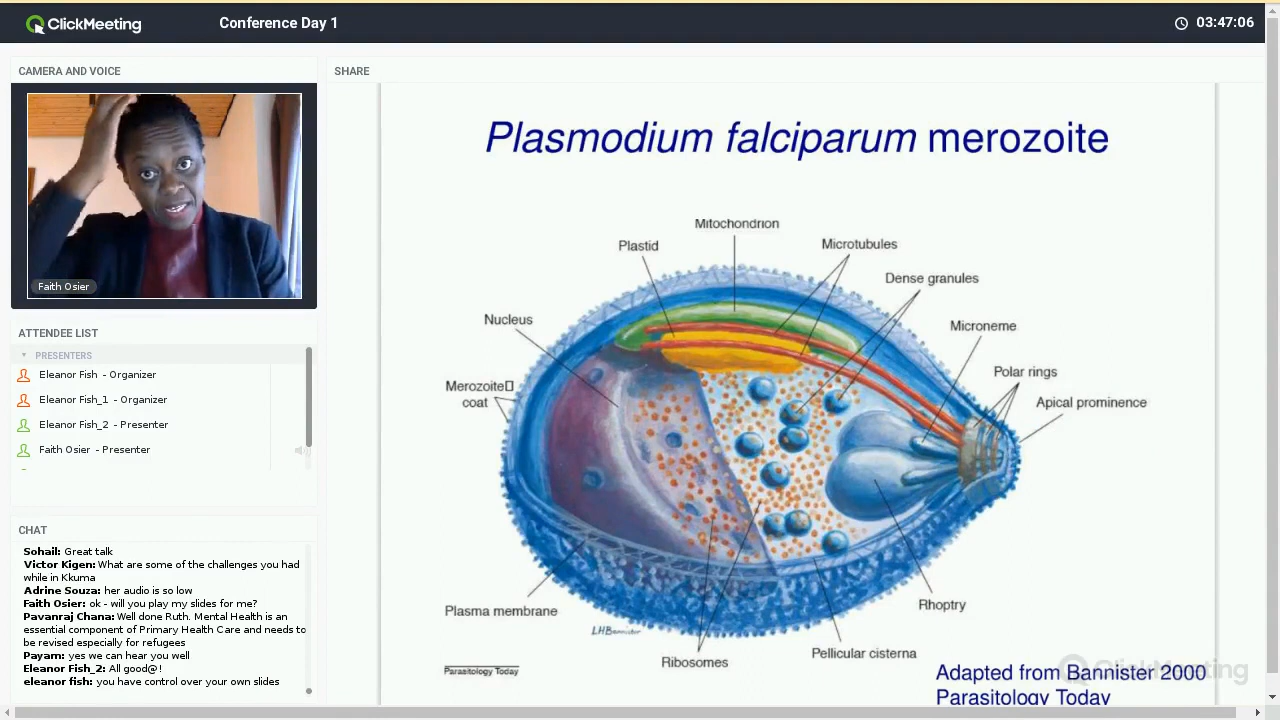 ClickMeeting
Conference Day 1
03:47:06
CAMERA AND VOICE
Faith Osier
ATTENDEE LIST
PRESENTERS
Eleanor Fish - Organizer
Eleanor Fish_1 - Organizer
Eleanor Fish_2 - Presenter
Faith Osier - Presenter
CHAT
Sohail: Great talk
Victor Kigen: What are some of the challenges you had
while in Kkuma
Adrine Souza: her audio is so low
Faith Osier: ok - will you play my slides for me?
Pavanraj Chana: Well done Ruth. Mental Health is an
essential component of Primary Health Care and needs to
be revised especially for refugees
Payam: yes we can hear you well
Eleanor Fish_2: All good@!
eleanor fish: you have control over your own slides
SHARE
Plasmodium falciparum merozoite
Mitochondrion
Plastid
Microtubules
Dense granules
Nucleus
Microneme
Polar rings
Merozoite
coat
Apical prominence
Plasma membrane
Rhoptry
LHBannister
Ribosomes
Pellicular cisterna
Parasitology Today
Adapted from Bannister 2000
Parasitology Today
ClickMeeting